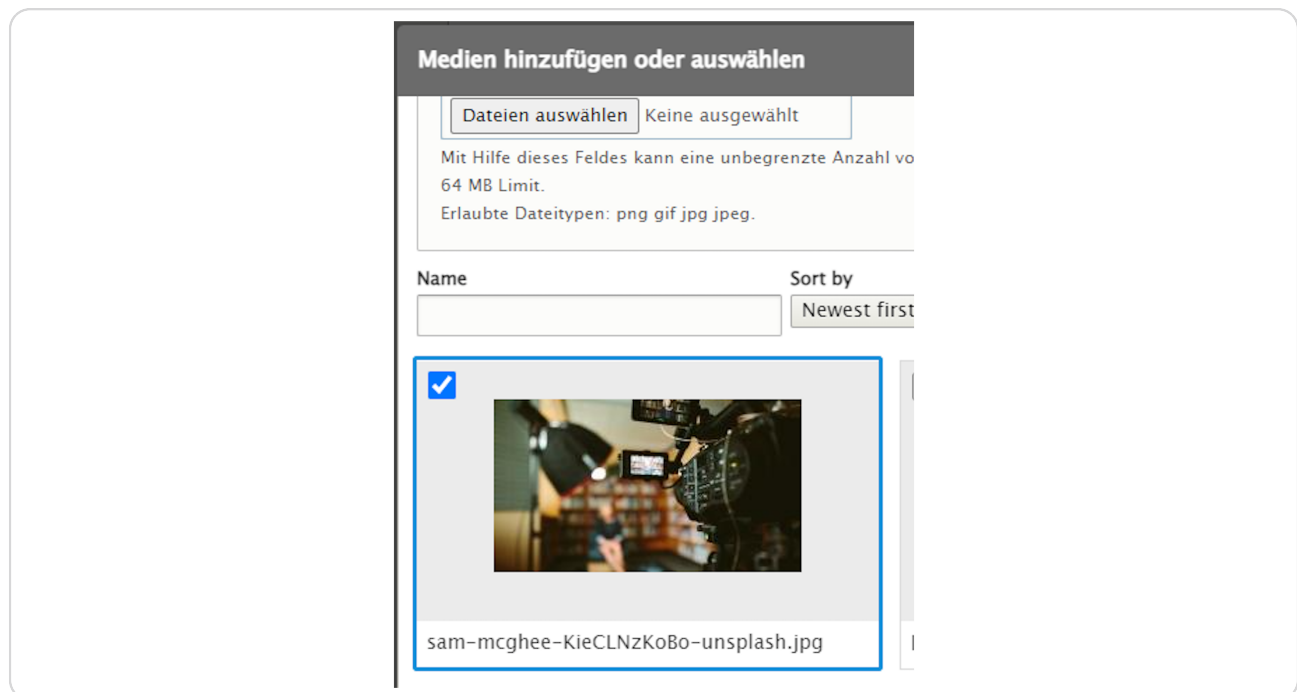 Medien hinzufügen oder auswählen
Dateien auswählen Keine ausgewählt
Mit Hilfe dieses Feldes kann eine unbegrenzte Anzahl vo
64 MB Limit.
Erlaubte Dateitypen: png gif jpg jpeg.
Name Sort by
Newest first
sam-mcghee-KieCLNzKoBo-unsplash.jpg